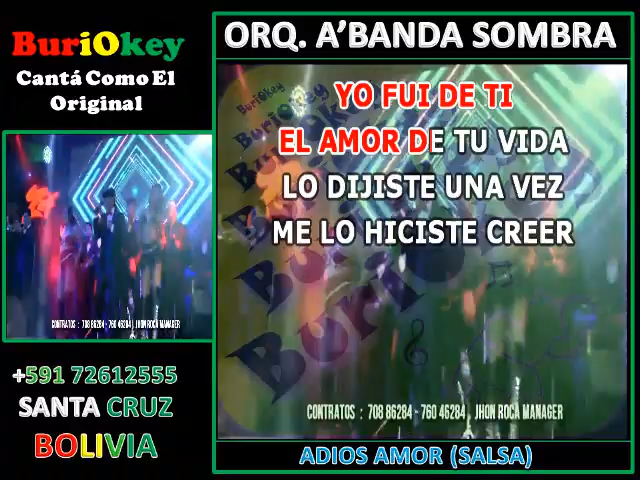 BuriOkey
Cantá Como El
Original
ORQ. A'BANDA SOMBRA
YO FUI DE TI
EL AMOR DE TU VIDA
LO DIJISTE UNA VEZ
ME LO HICISTE CREER
BuriOkey
BuriOkey
CONTRATOS : 708 86284 - 760 46284 , JHON ROCA MANAGER
CONTRATOS : 708 86284 - 760 46284 , JHON ROCA MANAGER
+591 72612555
SANTA CRUZ
BOLIVIA
ADIOS AMOR (SALSA)